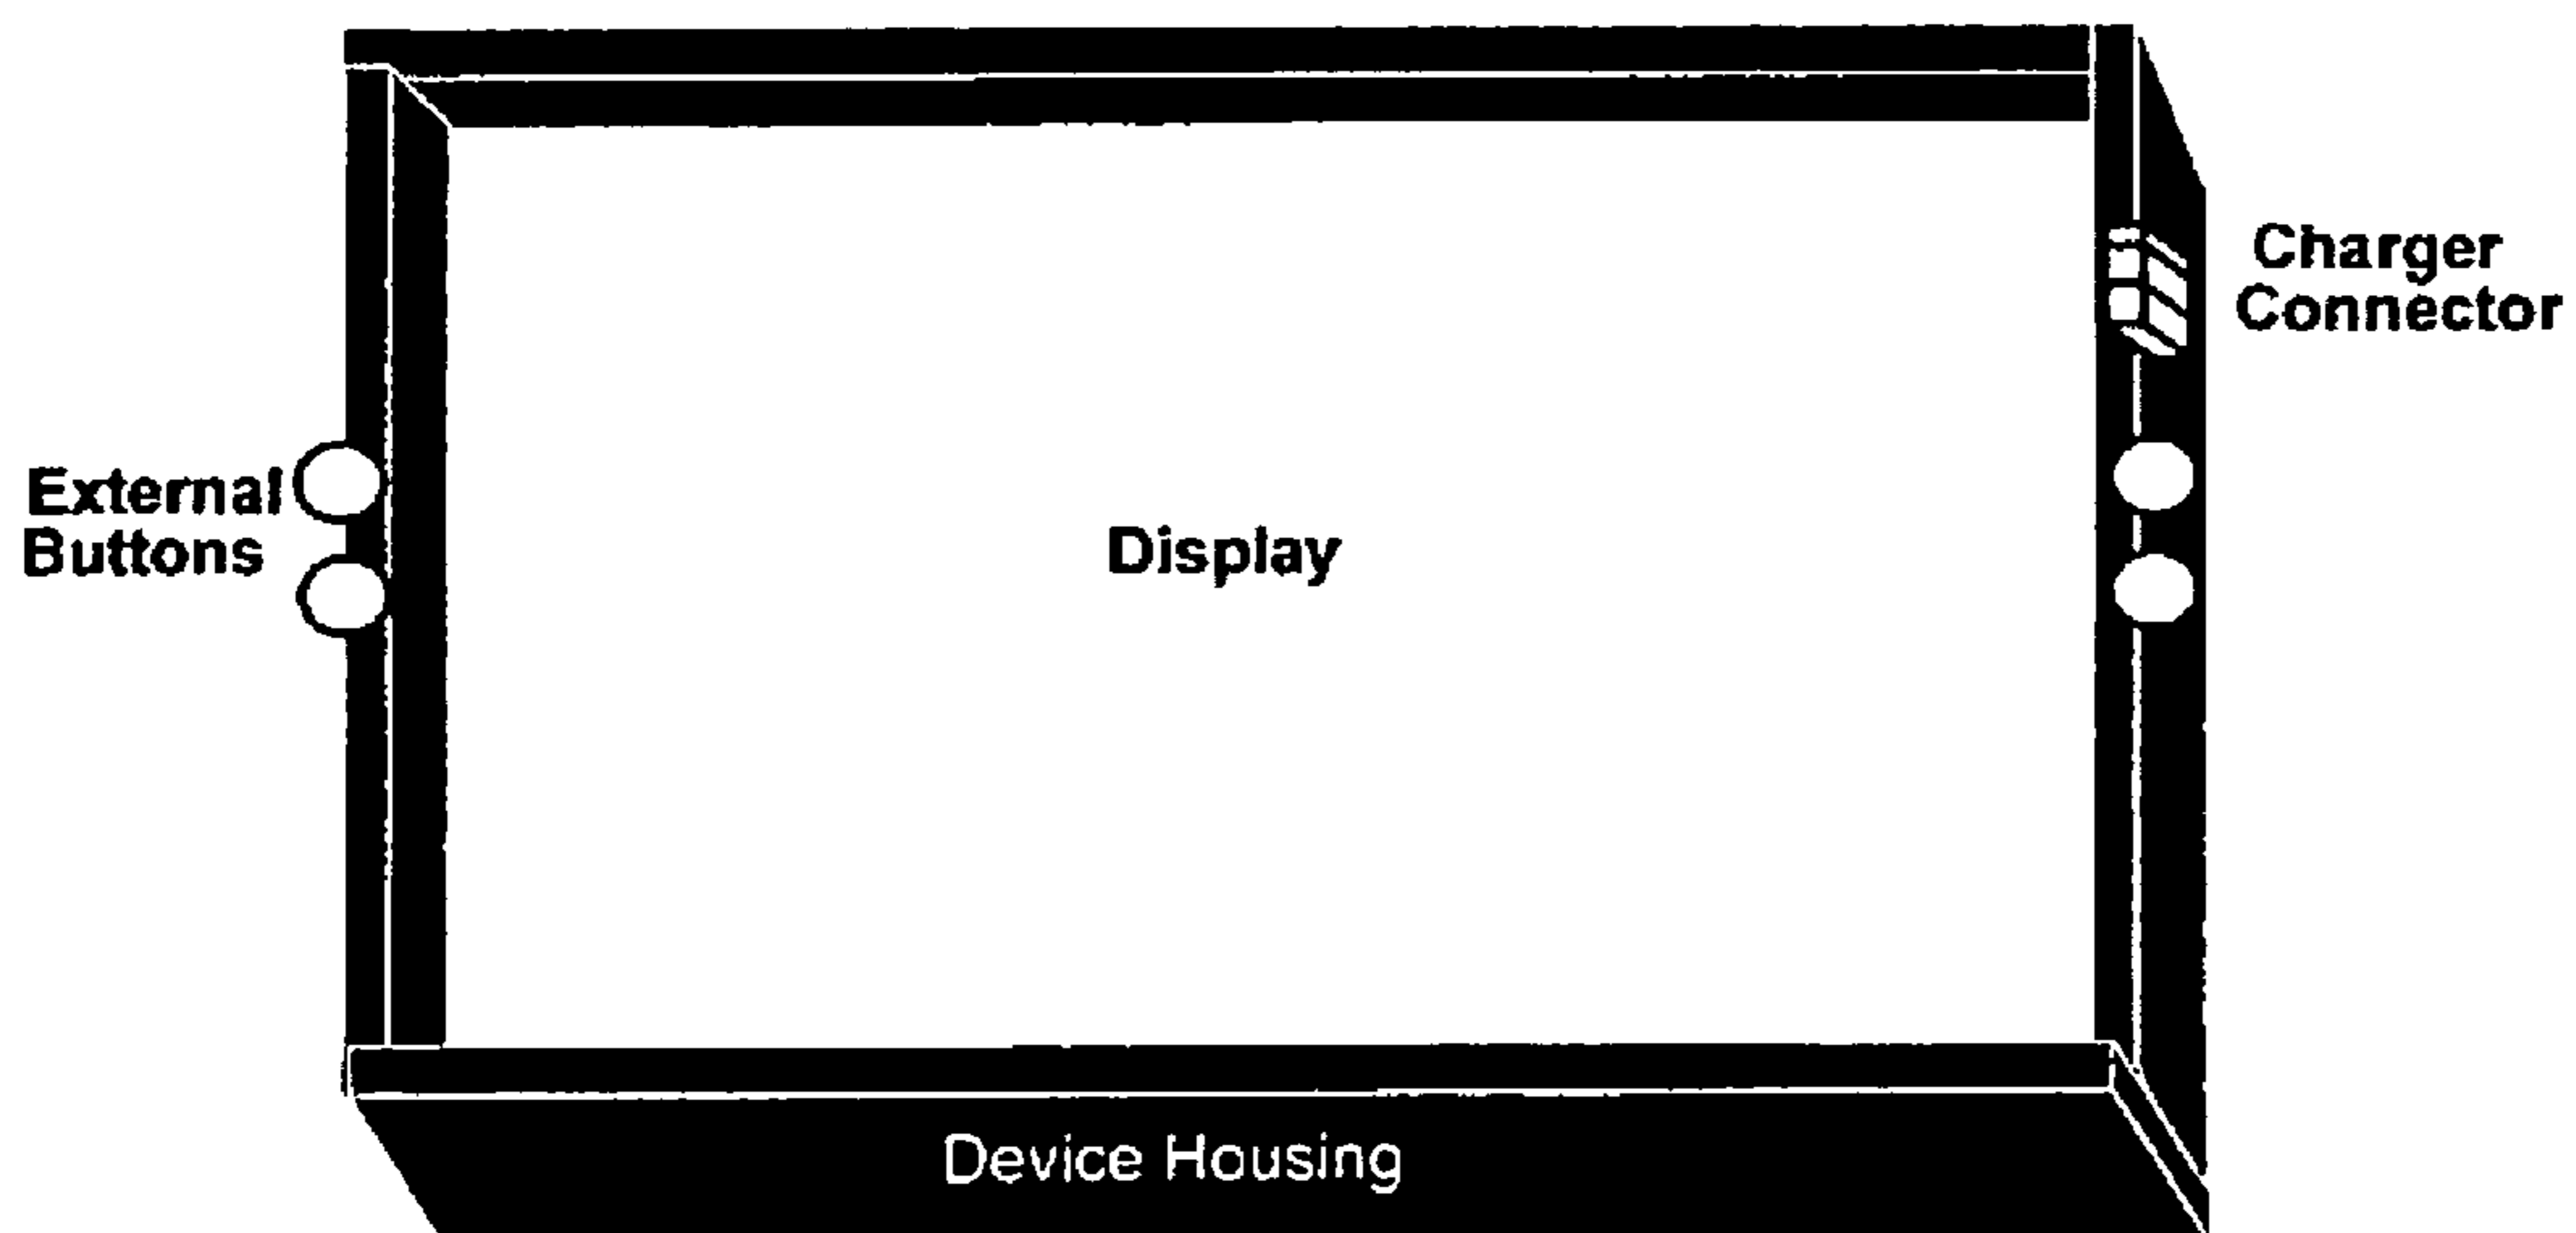 Charger
Connector
External
Buttons
Display
Device Housing